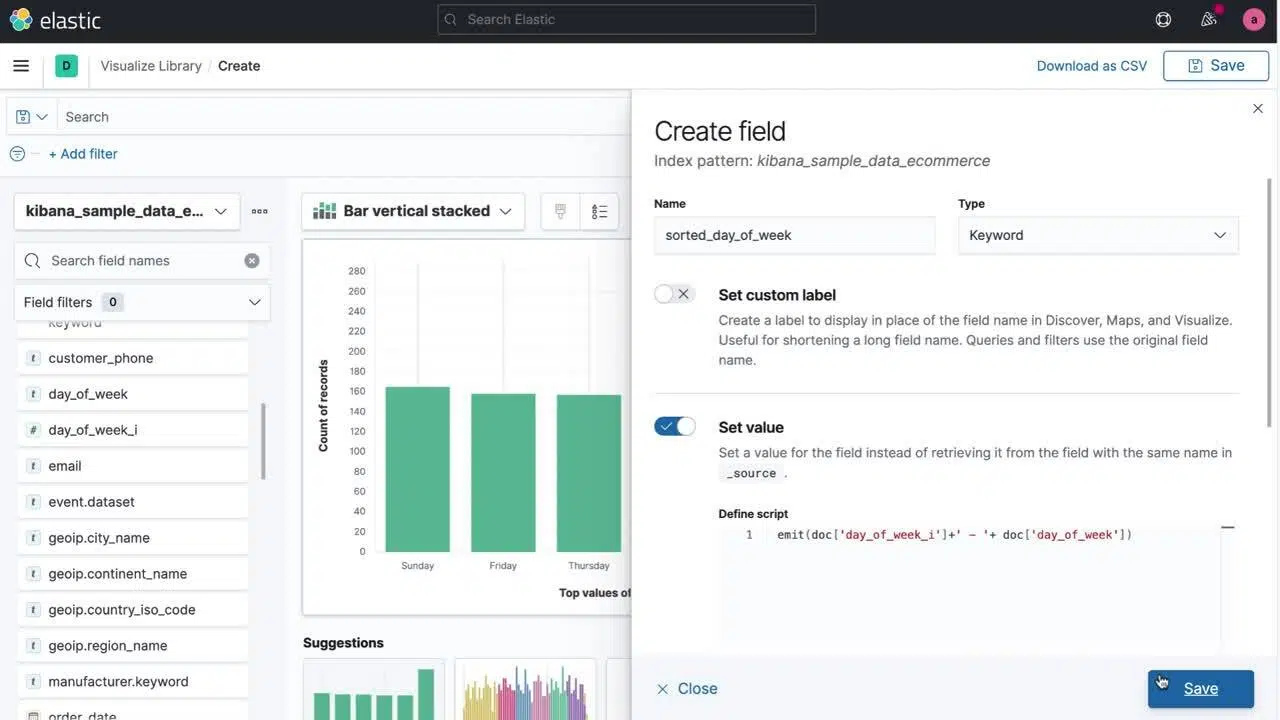 elastic
Search Elastic
a
D
Visualize Library / Create
Download as CSV
Save
Search
+ Add filter
kibana_sample_data_e...
Search field names
Field filters 0
keyword
t customer_phone
t day_of_week
# day_of_week_i
t email
t event.dataset
t geoip.city_name
t geoip.continent_name
t geoip.country_iso_code
t geoip.region_name
t manufacturer.keyword
order_date
Bar vertical stacked
Count of records
280
260
240
220
200
180
160
140
120
100
80
60
40
20
0
Sunday Friday Thursday
Top values of
Suggestions
Create field
Index pattern: kibana_sample_data_ecommerce
Name
sorted_day_of_week
Type
Keyword
Set custom label
Create a label to display in place of the field name in Discover, Maps, and Visualize.
Useful for shortening a long field name. Queries and filters use the original field
name.
Set value
Set a value for the field instead of retrieving it from the field with the same name in
_source .
Define script
1 emit(doc['day_of_week_i']+' - '+ doc['day_of_week'])
Close
Save